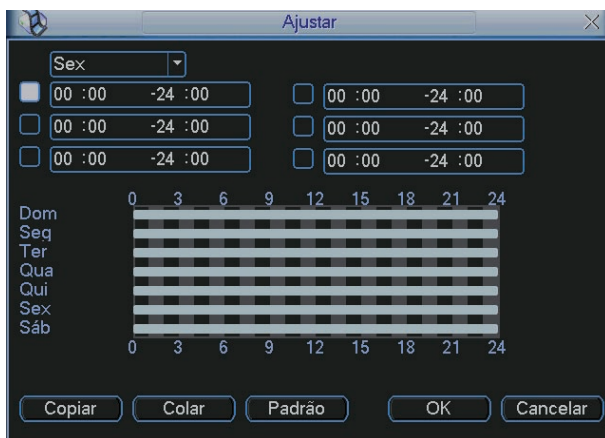 Ajustar
Sex
00 :00 -24 :00 00 :00 -24 :00
00 :00 -24 :00 00 :00 -24 :00
00 :00 -24 :00 00 :00 -24 :00
0 3 6 9 12 15 18 21 24
Dom
Seg
Ter
Qua
Qui
Sex
Sáb
0 3 6 9 12 15 18 21 24
Copiar Colar Padrão OK Cancelar